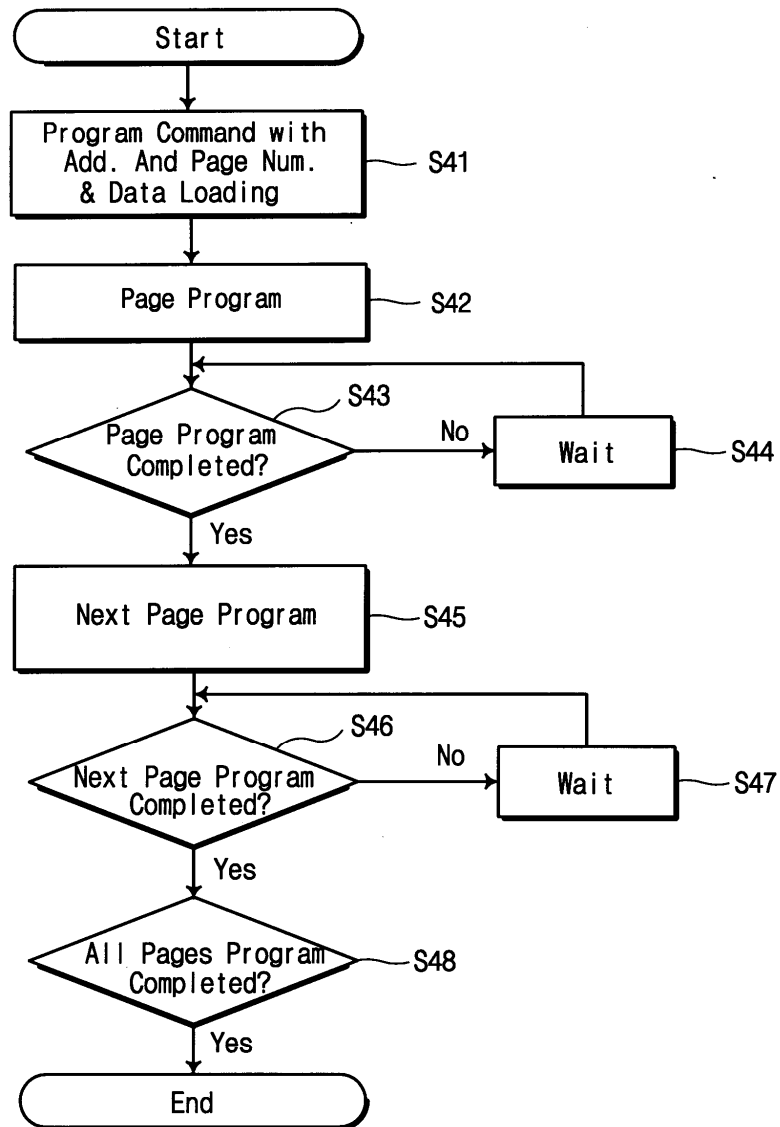 Start
Program Command with
Add. And Page Num.
& Data Loading
S41
Page Program
S42
S43
Page Program
Completed?
No
Wait
S44
Yes
Next Page Program
S45
S46
Next Page Program
Completed?
No
Wait
S47
Yes
All Pages Program
Completed?
S48
Yes
End